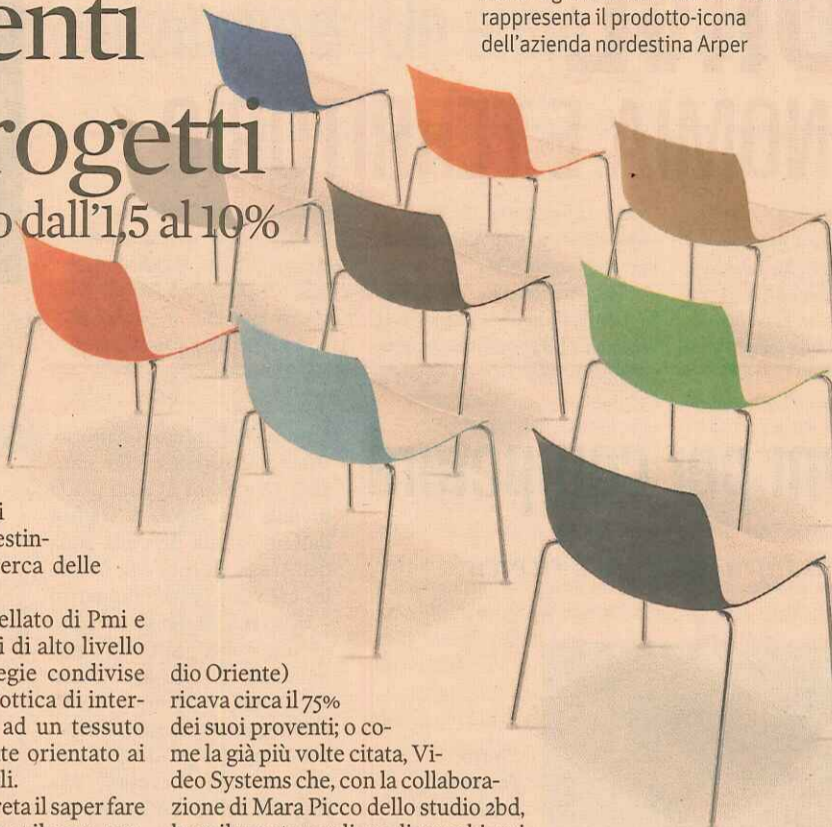 enti
rogetti
o dall'1,5 al 10%
rappresenta il prodotto-icona
dell'azienda nordestina Arper
i
estin-
erca delle
ellato di Pmi e
i di alto livello
egie condivise
ottica di inter-
ad un tessuto
te orientato ai
li.
reta il saper fare
dio Oriente)
ricava circa il 75%
dei suoi proventi; o co-
me la già più volte citata, Vi-
deo Systems che, con la collabora-
zione di Mara Picco dello studio 2bd,